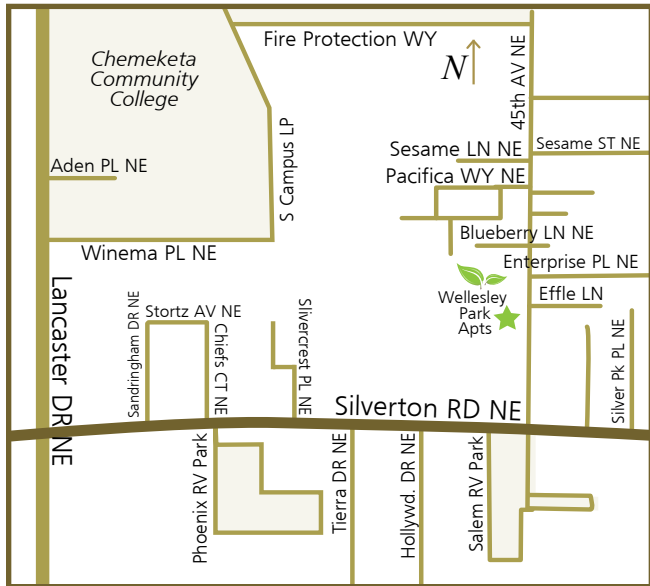 Fire Protection WY
Chemeketa
Community
College
N
45th AV NE
S Campus LP
Sesame LN NE
Sesame ST NE
Aden PL NE
Pacifica WY NE
Blueberry LN NE
Winema PL NE
Enterprise PL NE
Lancaster DR NE
Effle LN
Wellesley
Park
Apts
Sandringham DR NE
Stortz AV NE
Chiefs CT NE
Slivercrest PL NE
Silver Pk PL NE
Silverton RD NE
Phoenix RV Park
Tierra DR NE
Hollywd. DR NE
Salem RV Park